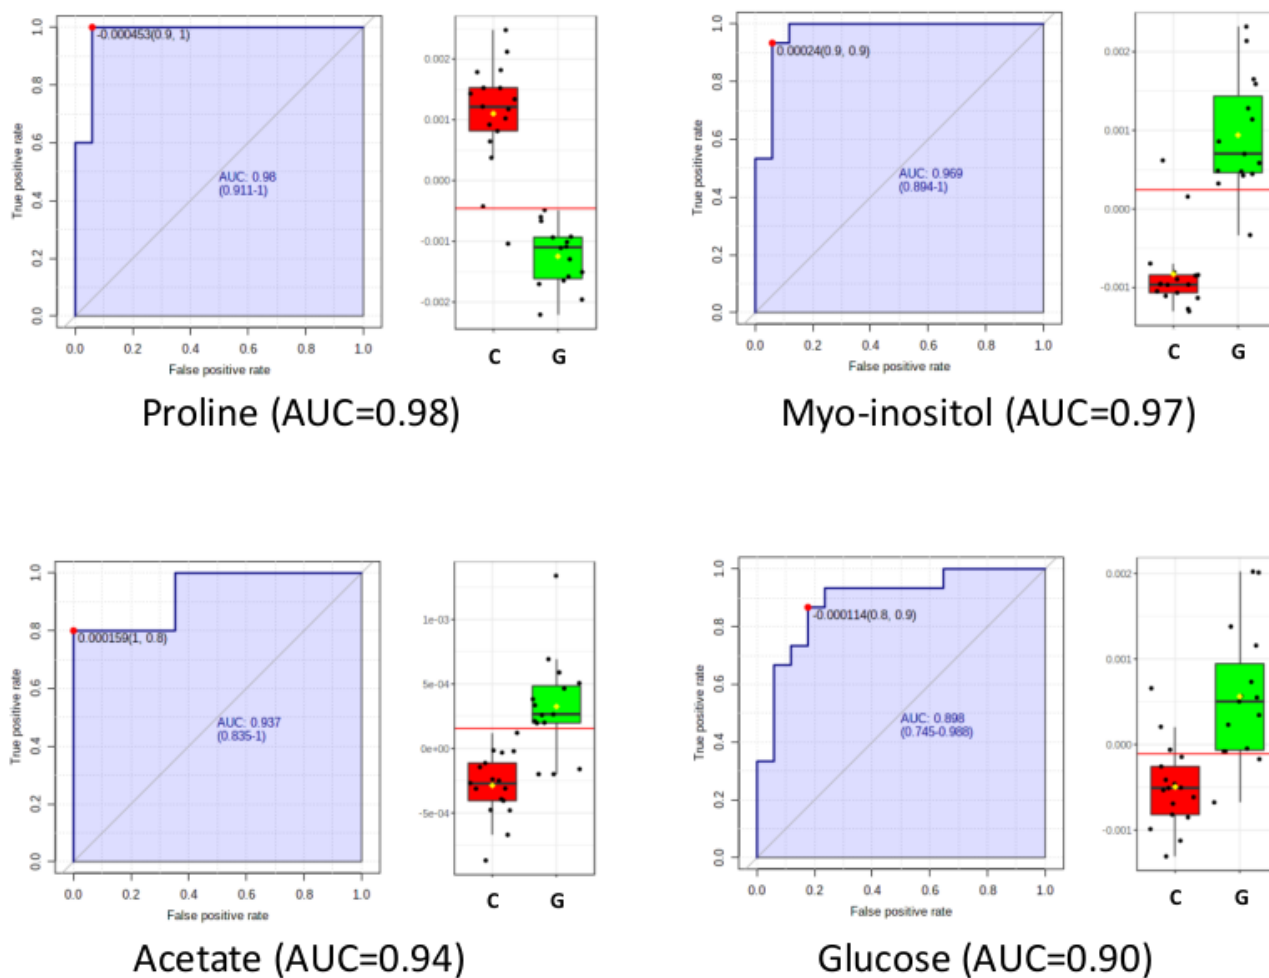 1.0
0.8
0.6
0.4
0.2
0.0
True positive rate
-0.000453(0.9, 1)
AUC: 0.98
(0.911-1)
0.0 0.2 0.4 0.6 0.8 1.0
False positive rate
0.002
0.001
0.000
-0.001
-0.002
C G
Proline (AUC=0.98)
1.0
0.8
0.6
0.4
0.2
0.0
True positive rate
0.00024(0.9, 0.9)
AUC: 0.969
(0.894-1)
0.0 0.2 0.4 0.6 0.8 1.0
False positive rate
0.002
0.001
0.000
-0.001
C G
Myo-inositol (AUC=0.97)
1.0
0.8
0.6
0.4
0.2
0.0
True positive rate
0.000159(1, 0.8)
AUC: 0.937
(0.835-1)
0.0 0.2 0.4 0.6 0.8 1.0
False positive rate
1e-03
5e-04
0e+00
-5e-04
C G
Acetate (AUC=0.94)
1.0
0.8
0.6
0.4
0.2
0.0
True positive rate
-0.000114(0.8, 0.9)
AUC: 0.898
(0.745-0.988)
0.0 0.2 0.4 0.6 0.8 1.0
False positive rate
0.002
0.001
0.000
-0.001
C G
Glucose (AUC=0.90)